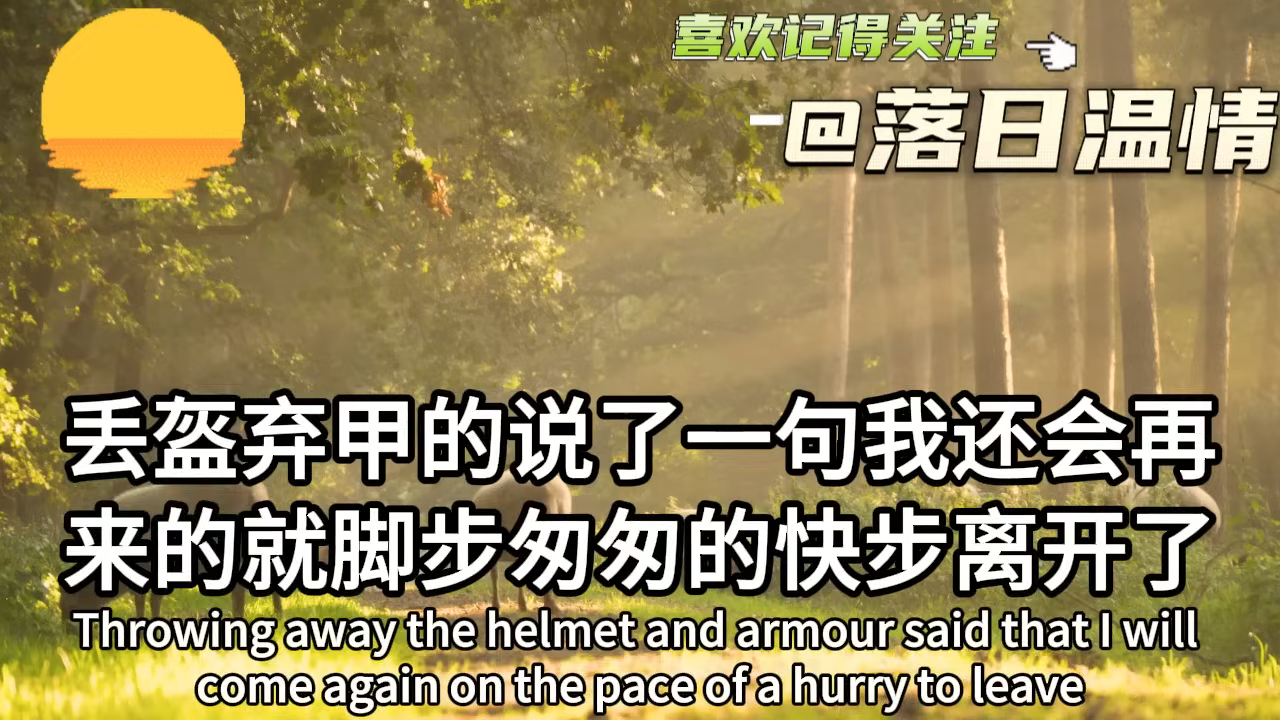 喜欢记得关注
@落日温情
丢盔弃甲的说了一句我还会再
来的就脚步匆匆的快步离开了
Throwing away the helmet and armour said that I will
come again on the pace of a hurry to leave